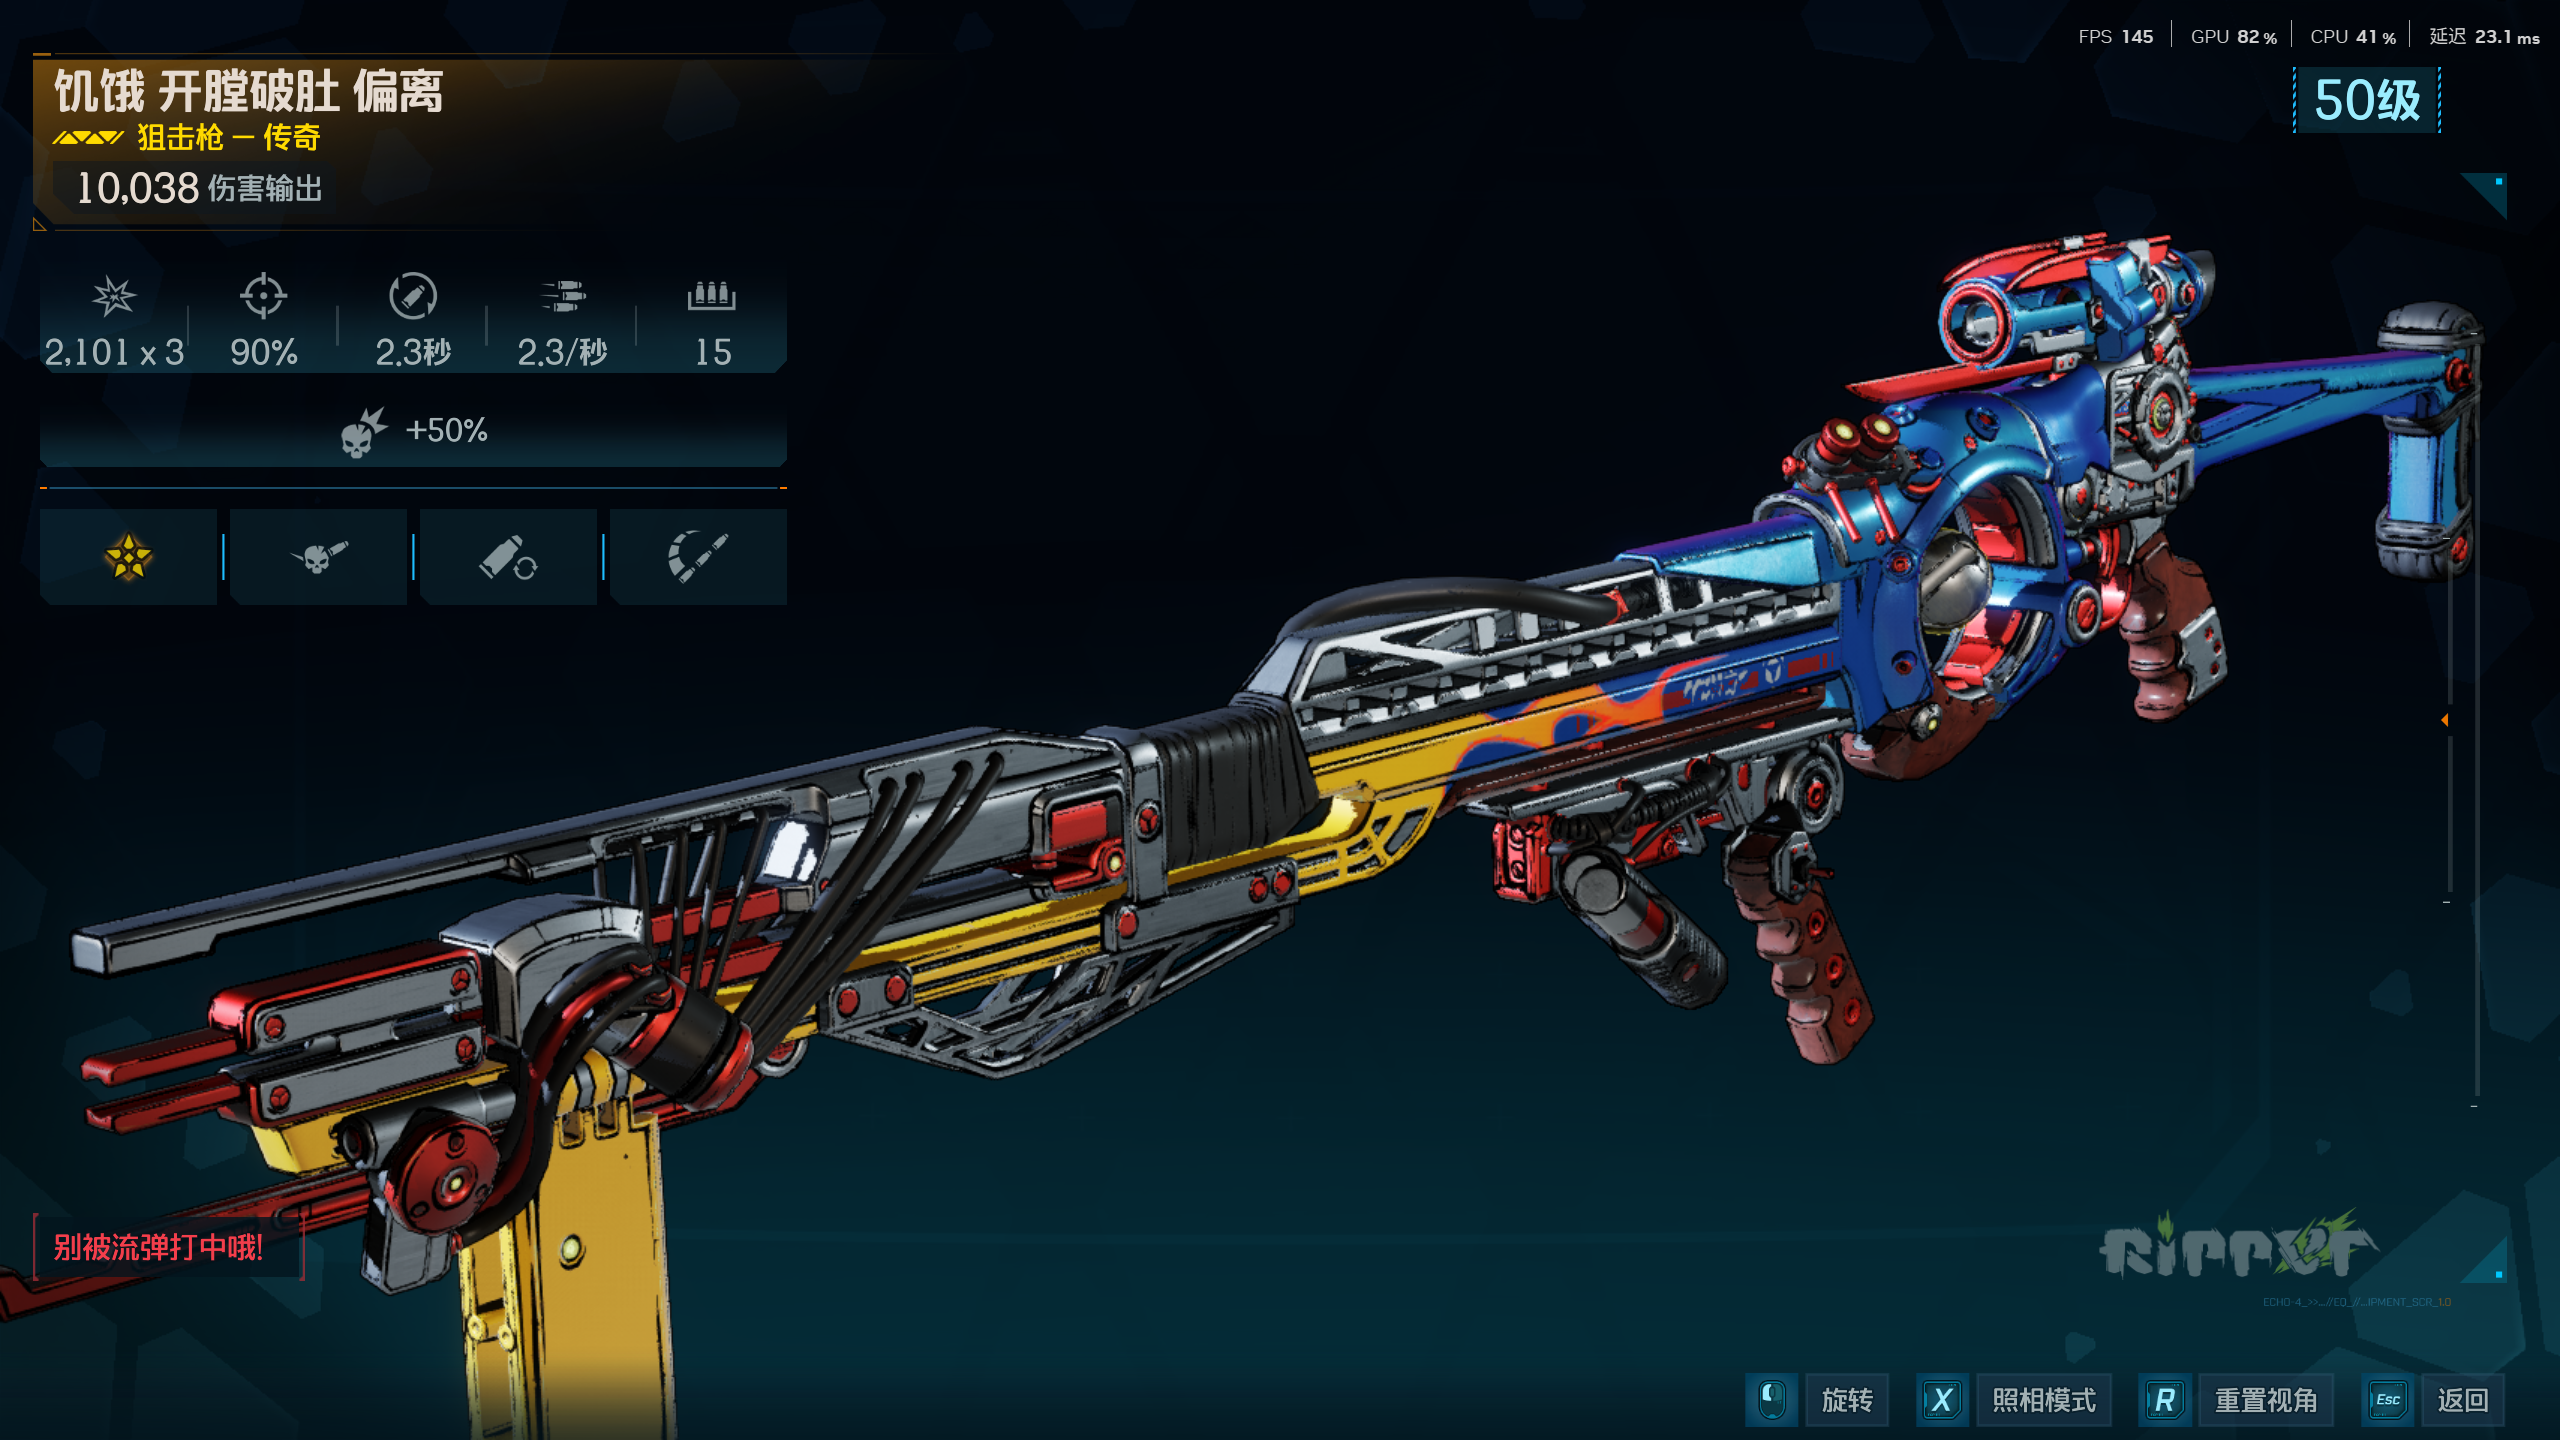 FPS 145 GPU 82 % CPU 41 % 延迟 23.1 ms
饥饿 开膛破肚 偏离
50级
狙击枪 — 传奇
10,038 伤害输出
2,101 x 3 90% 2.3秒 2.3/秒 15
+50%
别被流弹打中哦!
RIPPER
旋转 X 照相模式 R 重置视角 Esc 返回